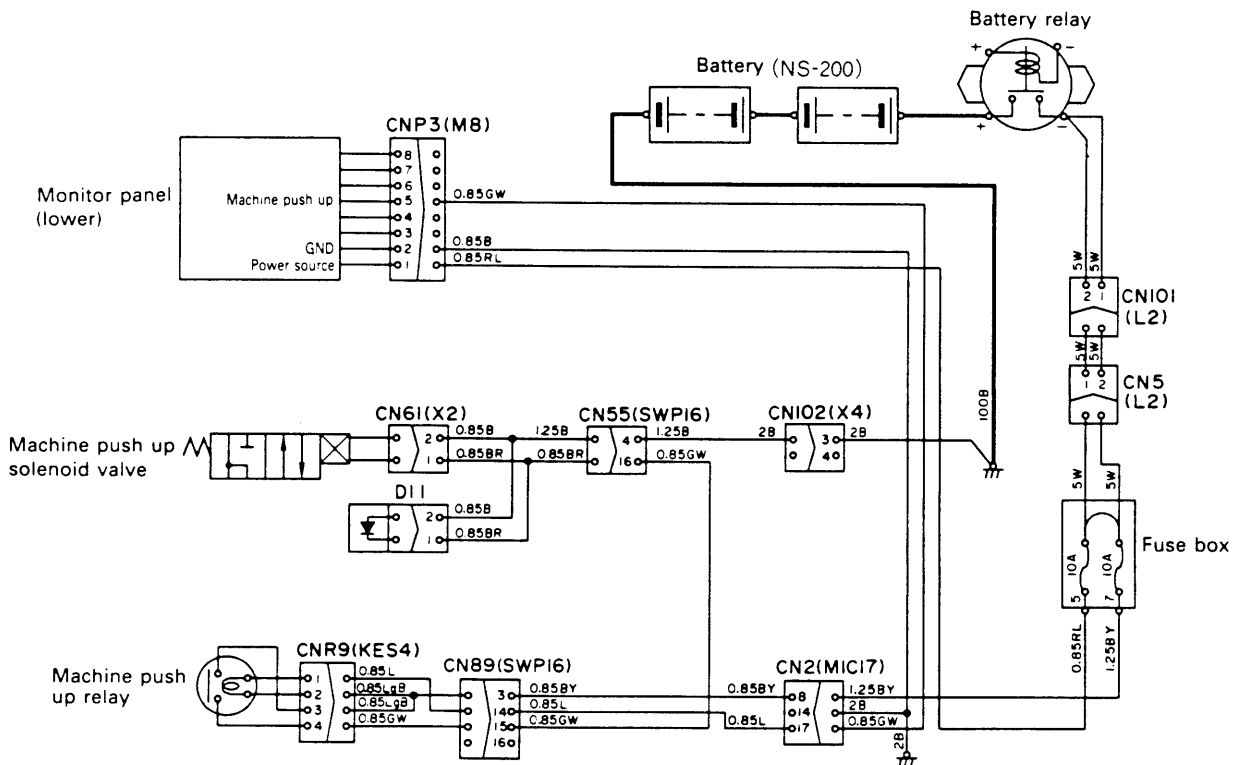 Battery relay
+ -
Battery (NS-200)
+ -
CNP3(M8)
8
7
6
Monitor panel
(lower)
Machine push up 5 0.85GW
4
3
GND 2 0.85B
Power source 1 0.85RL
5W 5W
2 1
CN101
(L2)
5W 5W
1 2
CN5
(L2)
100B
CN61(X2) CN55(SWP16) CN102(X4)
Machine push up
solenoid valve
2 0.85B 1.25B 4 1.25B 2B 3 2B
1 0.85BR 0.85BR 16 0.85GW 4
D11
2 0.85B
1 0.85BR
5W 5W
Fuse box
10A 10A
5 7
0.85RL 1.25BY
Machine push
up relay
CNR9(KES4) CN89(SWP16) CN2(MIC17)
1 0.85L
2 0.85LgB 3 0.85BY 0.85BY 8 1.25BY
3 0.85LgB 14 0.85L 14 2B
4 0.85GW 15 0.85GW 0.85L 17 0.85GW
16
2B